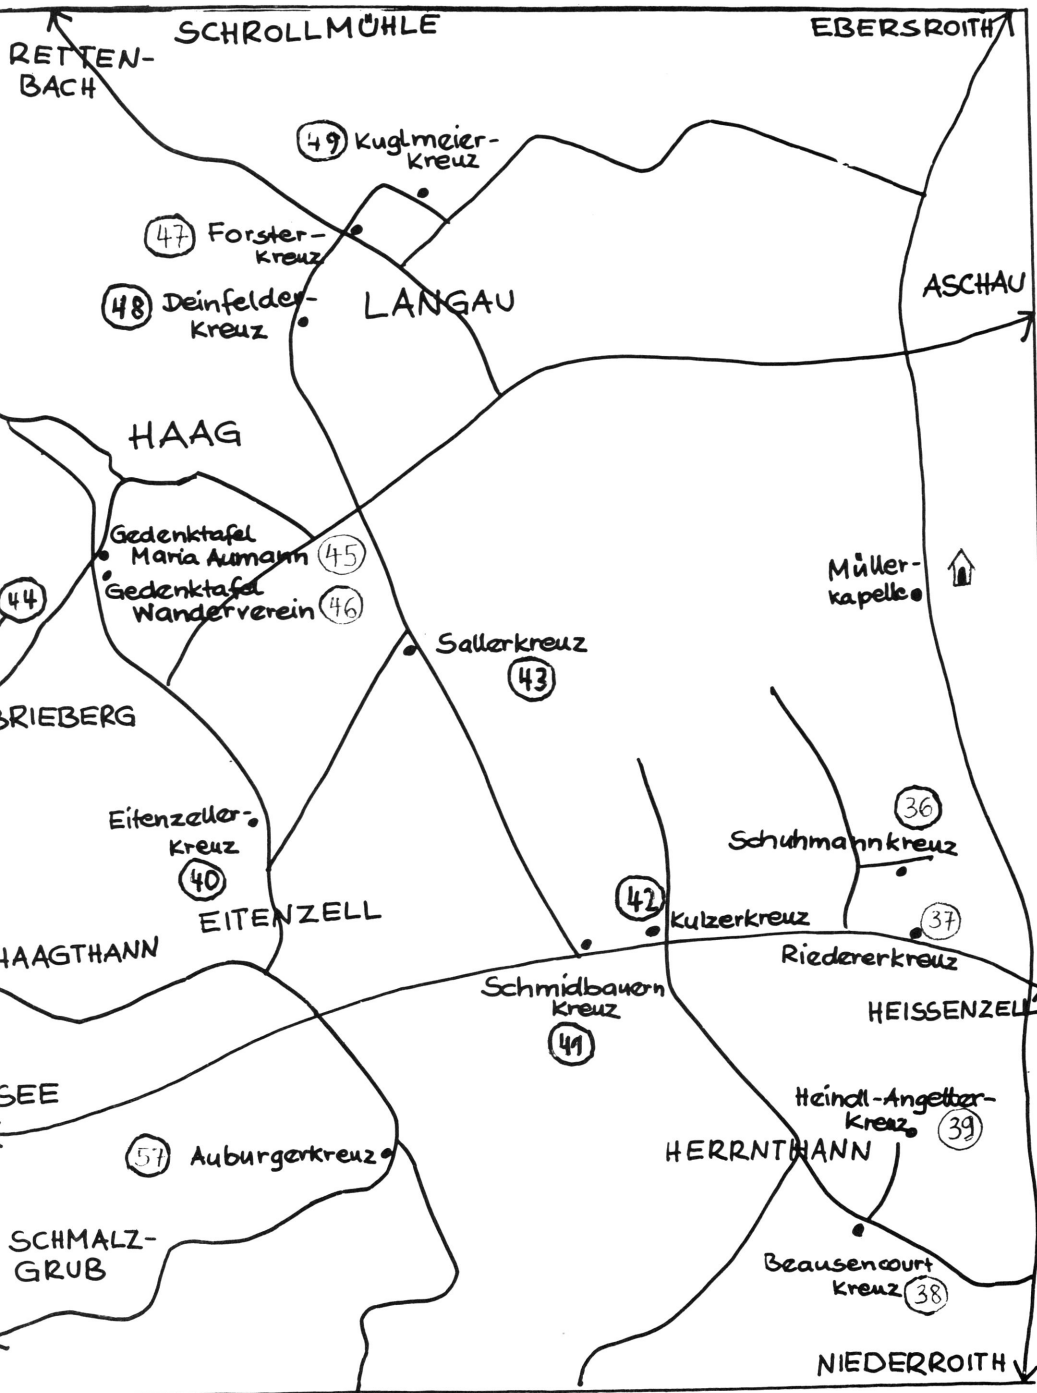 SCHROLLMÜHLE
EBERSROITH
RETTEN-
BACH
49 Kuglmeier-
kreuz
47 Forster-
kreuz
48 Deinfelder-
kreuz
LANGAU
ASCHAU
HAAG
Gedenktafel
Maria Aumann 45
Gedenktafel
Wanderverein 46
44
Müller-
kapelle
Sallerkreuz
43
BRIEBERG
Eitenzeller-
kreuz
40
36
Schuhmannkreuz
42
Kulzerkreuz
37
Riedererkreuz
EITENZELL
HAAGTHANN
Schmidbauern
kreuz
41
HEISSENZELL
SEE
Heindl-Angetter-
kreuz 39
57 Auburgerkreuz
HERRNTHANN
SCHMALZ-
GRUB
Beausencourt
kreuz 38
NIEDERROITH